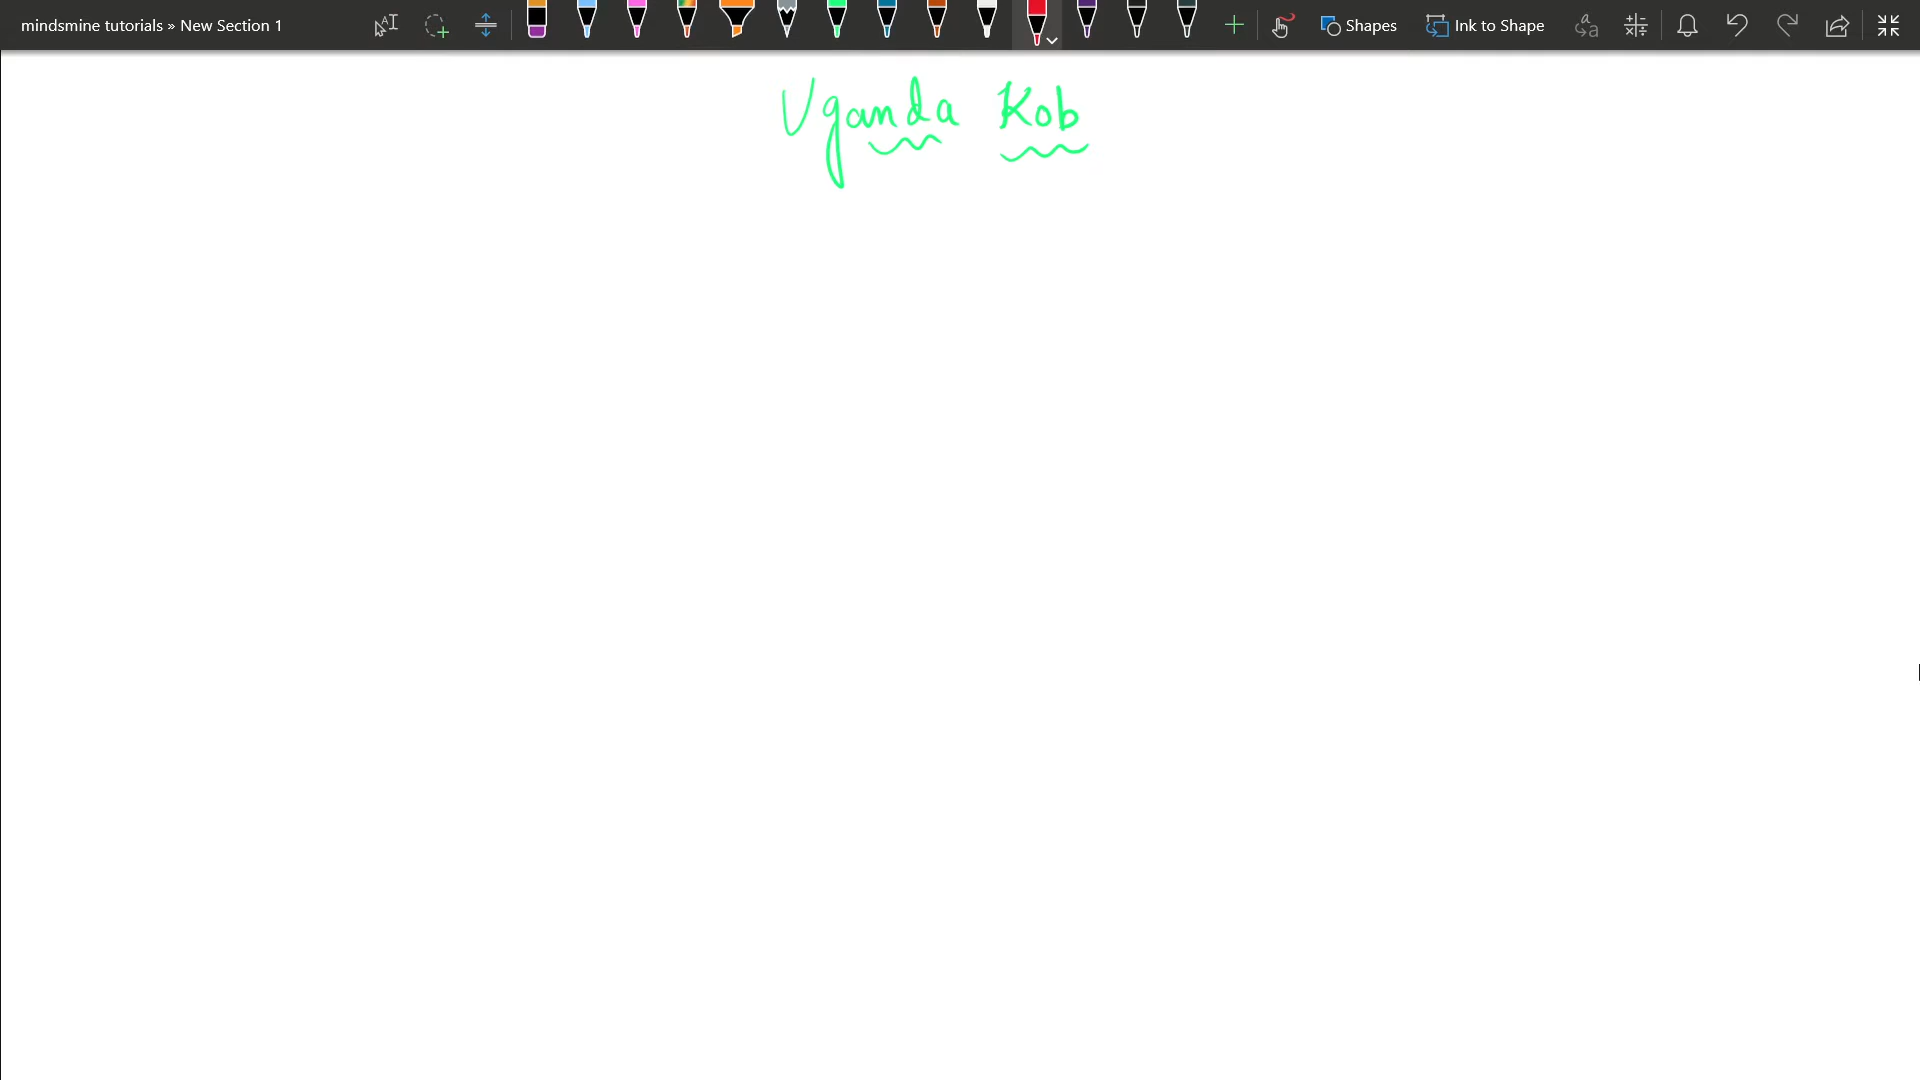 mindsmine tutorials » New Section 1
Shapes
Ink to Shape
Uganda Kob